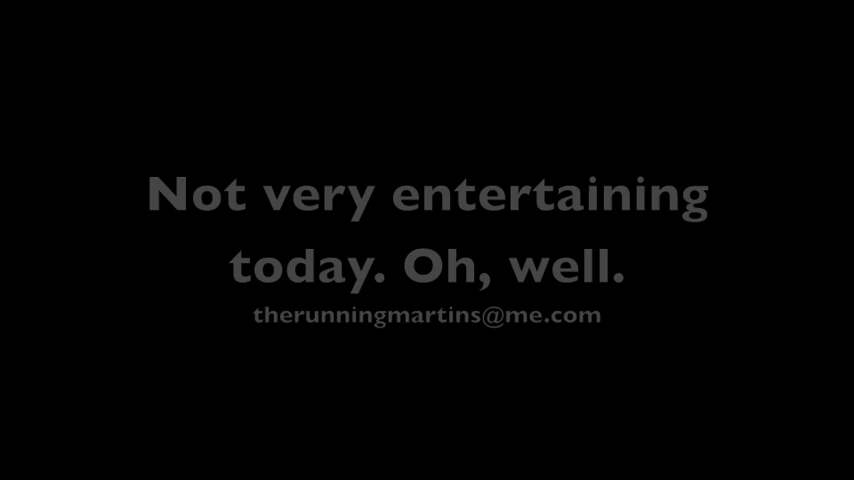 Not very entertaining
today. Oh, well.
therunningmartins@me.com